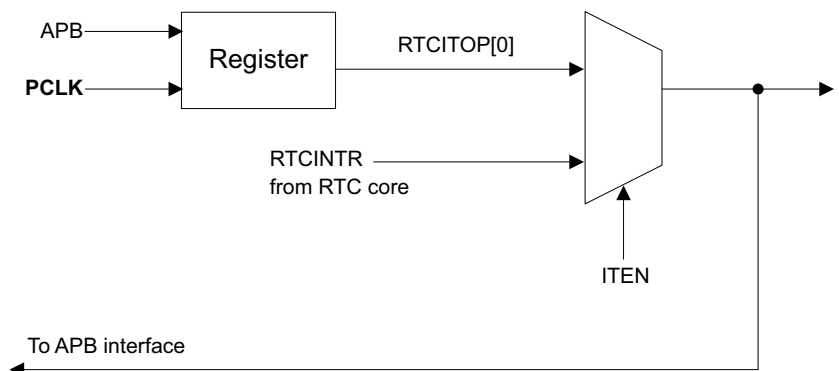 APB
Register
RTCITOP[0]
PCLK
RTCINTR
from RTC core
ITEN
To APB interface